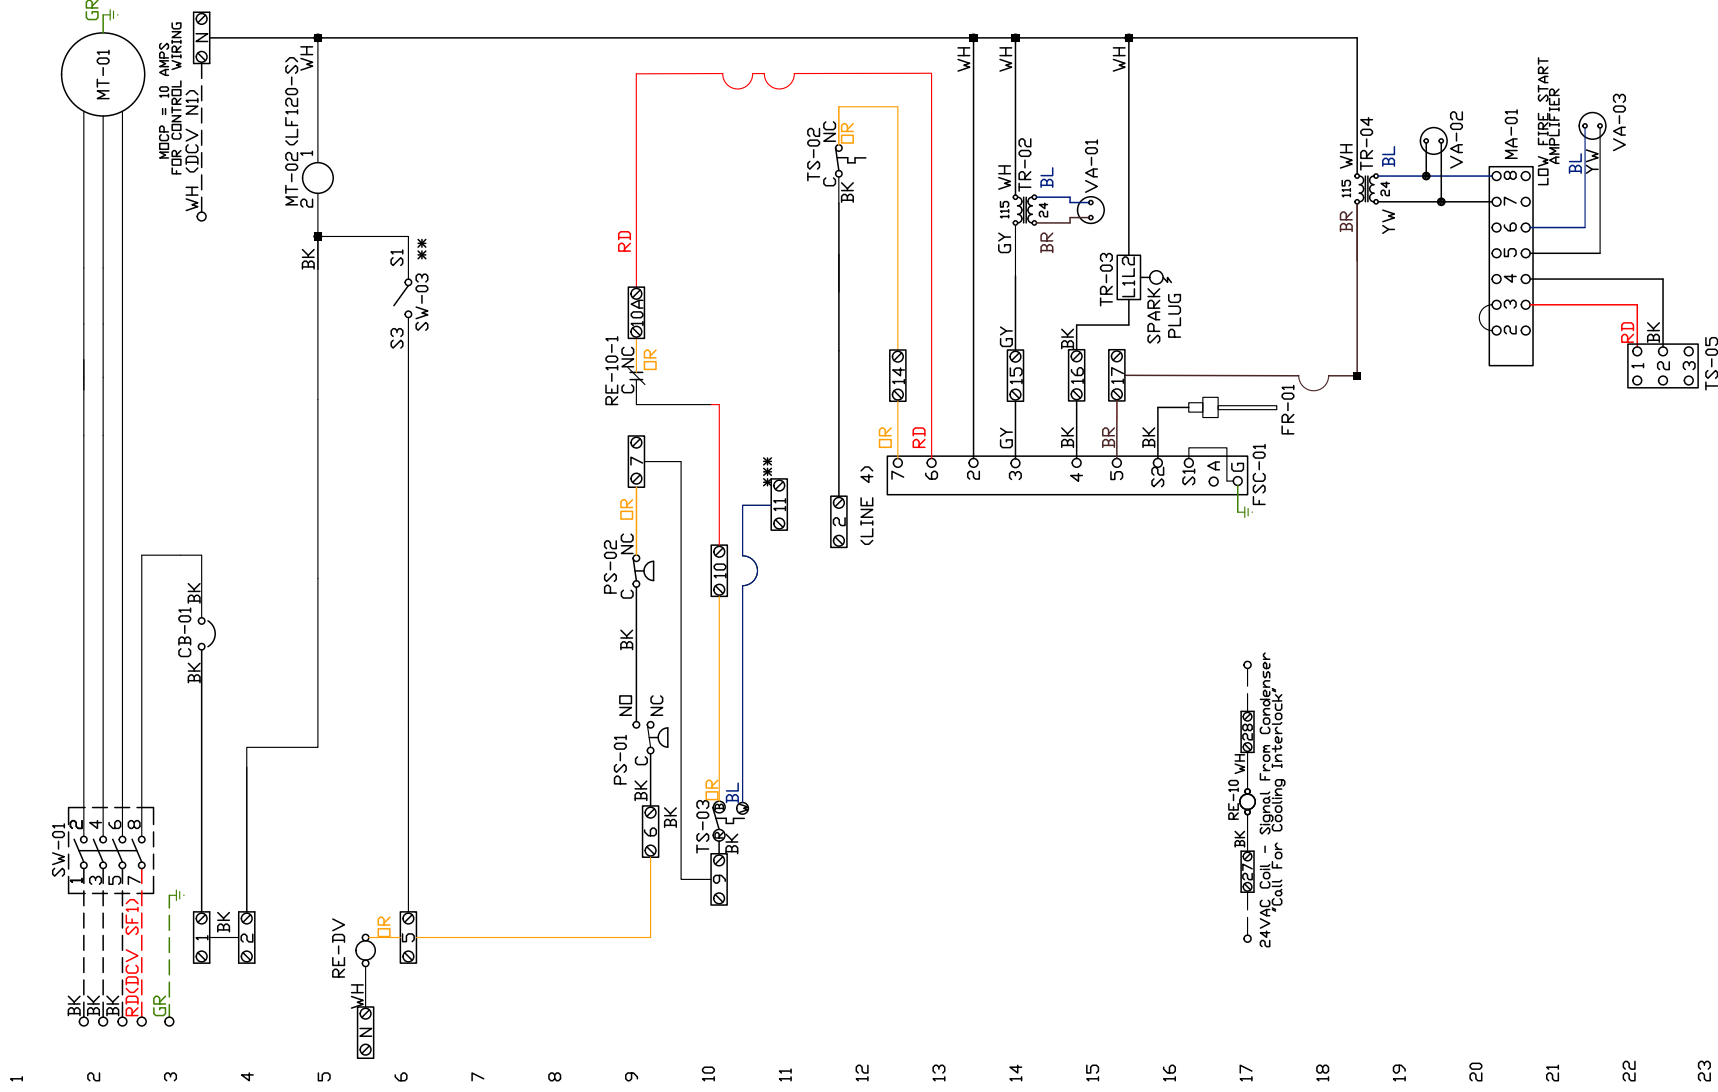 1
2
3
4
5
6
7
8
9
10
11
12
13
14
15
16
17
18
19
20
21
22
23
BK
BK
BK
RD(DCV SF1)
GR
SW-01
1
3
5
7
2
4
6
8
MT-01
GR
MOCP = 10 AMPS
FOR CONTROL WIRING
WH (DCV N1)
N
1
BK
CB-01
BK
BK
2
BK
MT-02(LF120-S)
2
1
WH
S3
S1
SW-03
**
N
WH
RE-DV
OR
5
6
BK
BK
C
PS-01
NO
NC
BK
C
PS-02
NC
OR
7
RE-10-1
C
NC
OR
10A
RD
9
BK
TS-03
R
B
W
OR
BL
10
11
***
2
(LINE 4)
BK
C
TS-02
NC
OR
14
OR
RD
7
6
2
3
4
5
S2
S1
A
G
FSC-01
WH
GY
15
GY
GY
115
24
WH
TR-02
BR
BL
VA-01
WH
BK
16
BK
TR-03
L1L2
SPARK
PLUG
WH
BR
17
BK
FR-01
BR
115
24
WH
TR-04
YW
BL
VA-02
MA-01
8
7
6
5
4
3
2
LOW FIRE START
AMPLIFIER
BL
YW
VA-03
RD
BK
1
2
3
TS-05
27
BK
RE-10
WH
28
24VAC Coil - Signal From Condenser
"Call For Cooling Interlock"